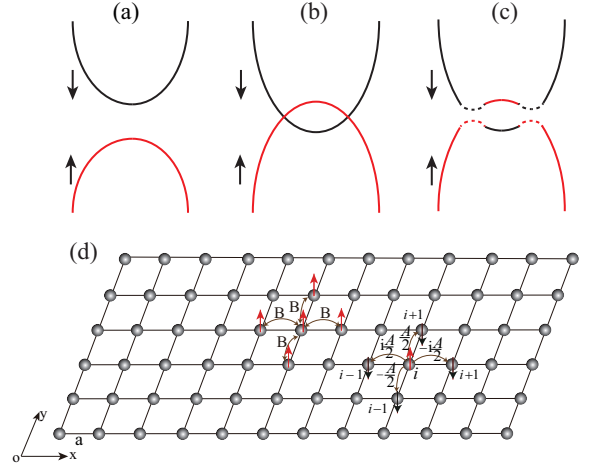 (a) (b) (c)
(d)
B
B B
B
i+1
A/2
iA/2 -iA/2
i-1 -A/2 i i+1
i-1
y
a
o x